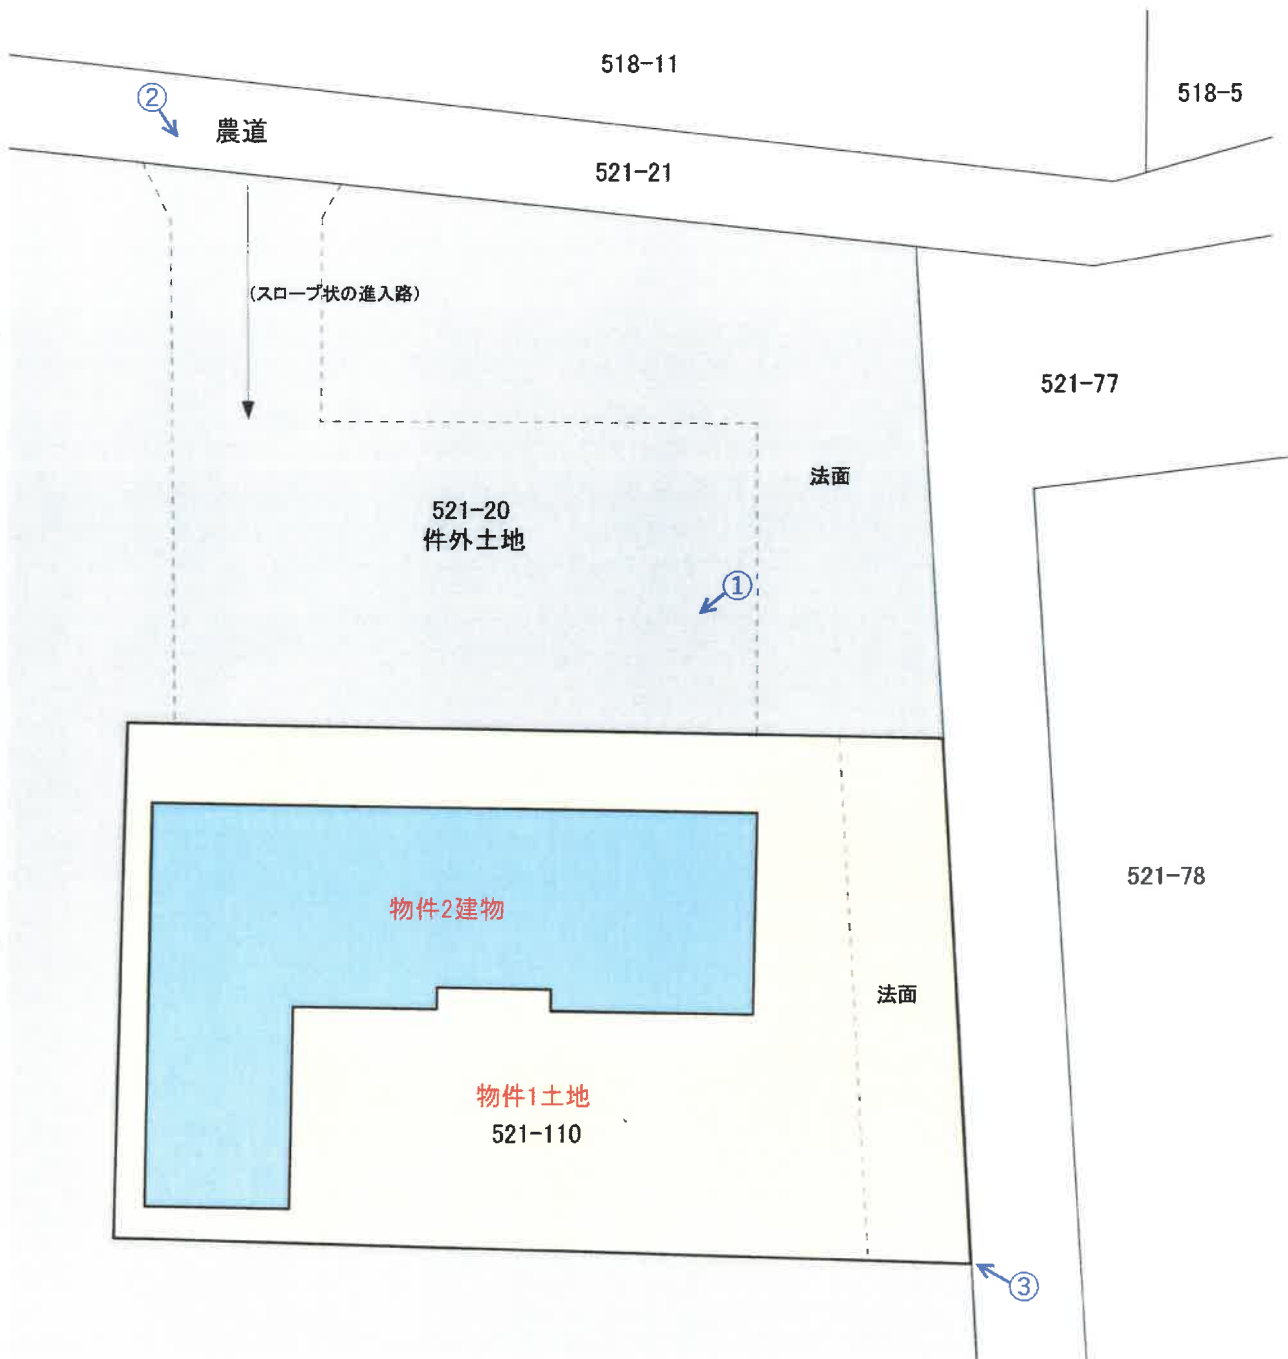 518-11
518-5
②
農道
521-21
(スロープ状の進入路)
521-77
法面
521-20
件外土地
①
521-78
物件2建物
法面
物件1土地
521-110
③